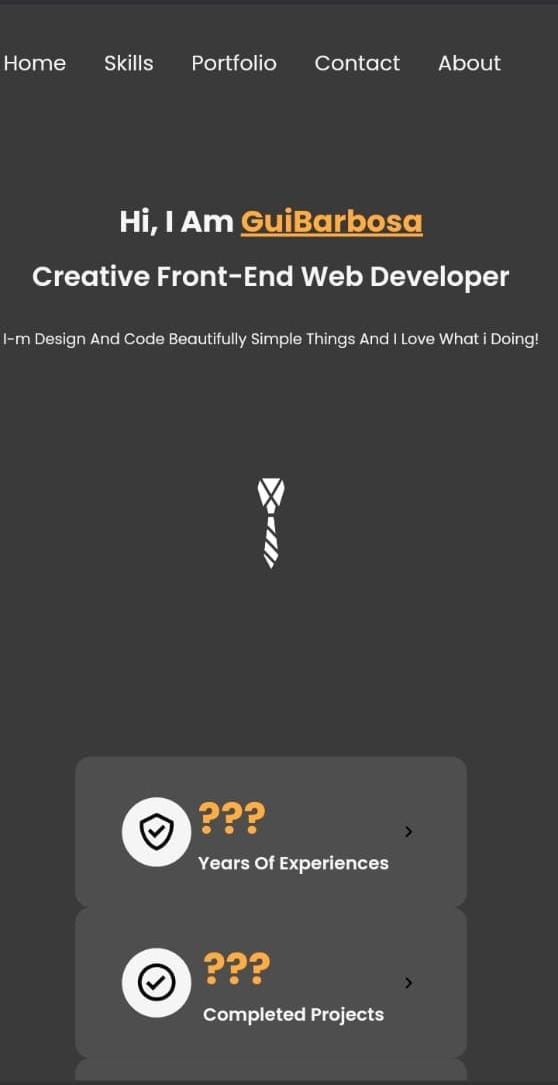 Home Skills Portfolio Contact About
Hi, I Am GuiBarbosa
Creative Front-End Web Developer
I-m Design And Code Beautifully Simple Things And I Love What i Doing!
???
Years Of Experiences
???
Completed Projects